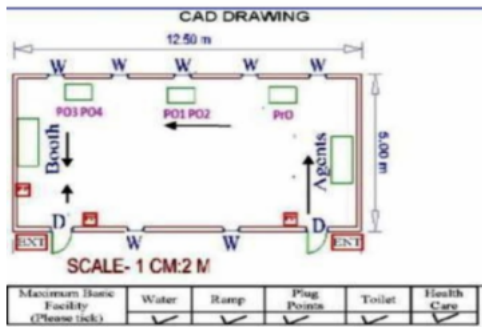 CAD DRAWING
12.50 m
W W W W W
PO3 PO4 PO1 PO2 PrO
Booth
Agents
5.00 m
D D
EXT W W ENT
SCALE- 1 CM:2 M
Maximum Basic Facility (Please tick) Water Ramp Plug Points Toilet Health Care